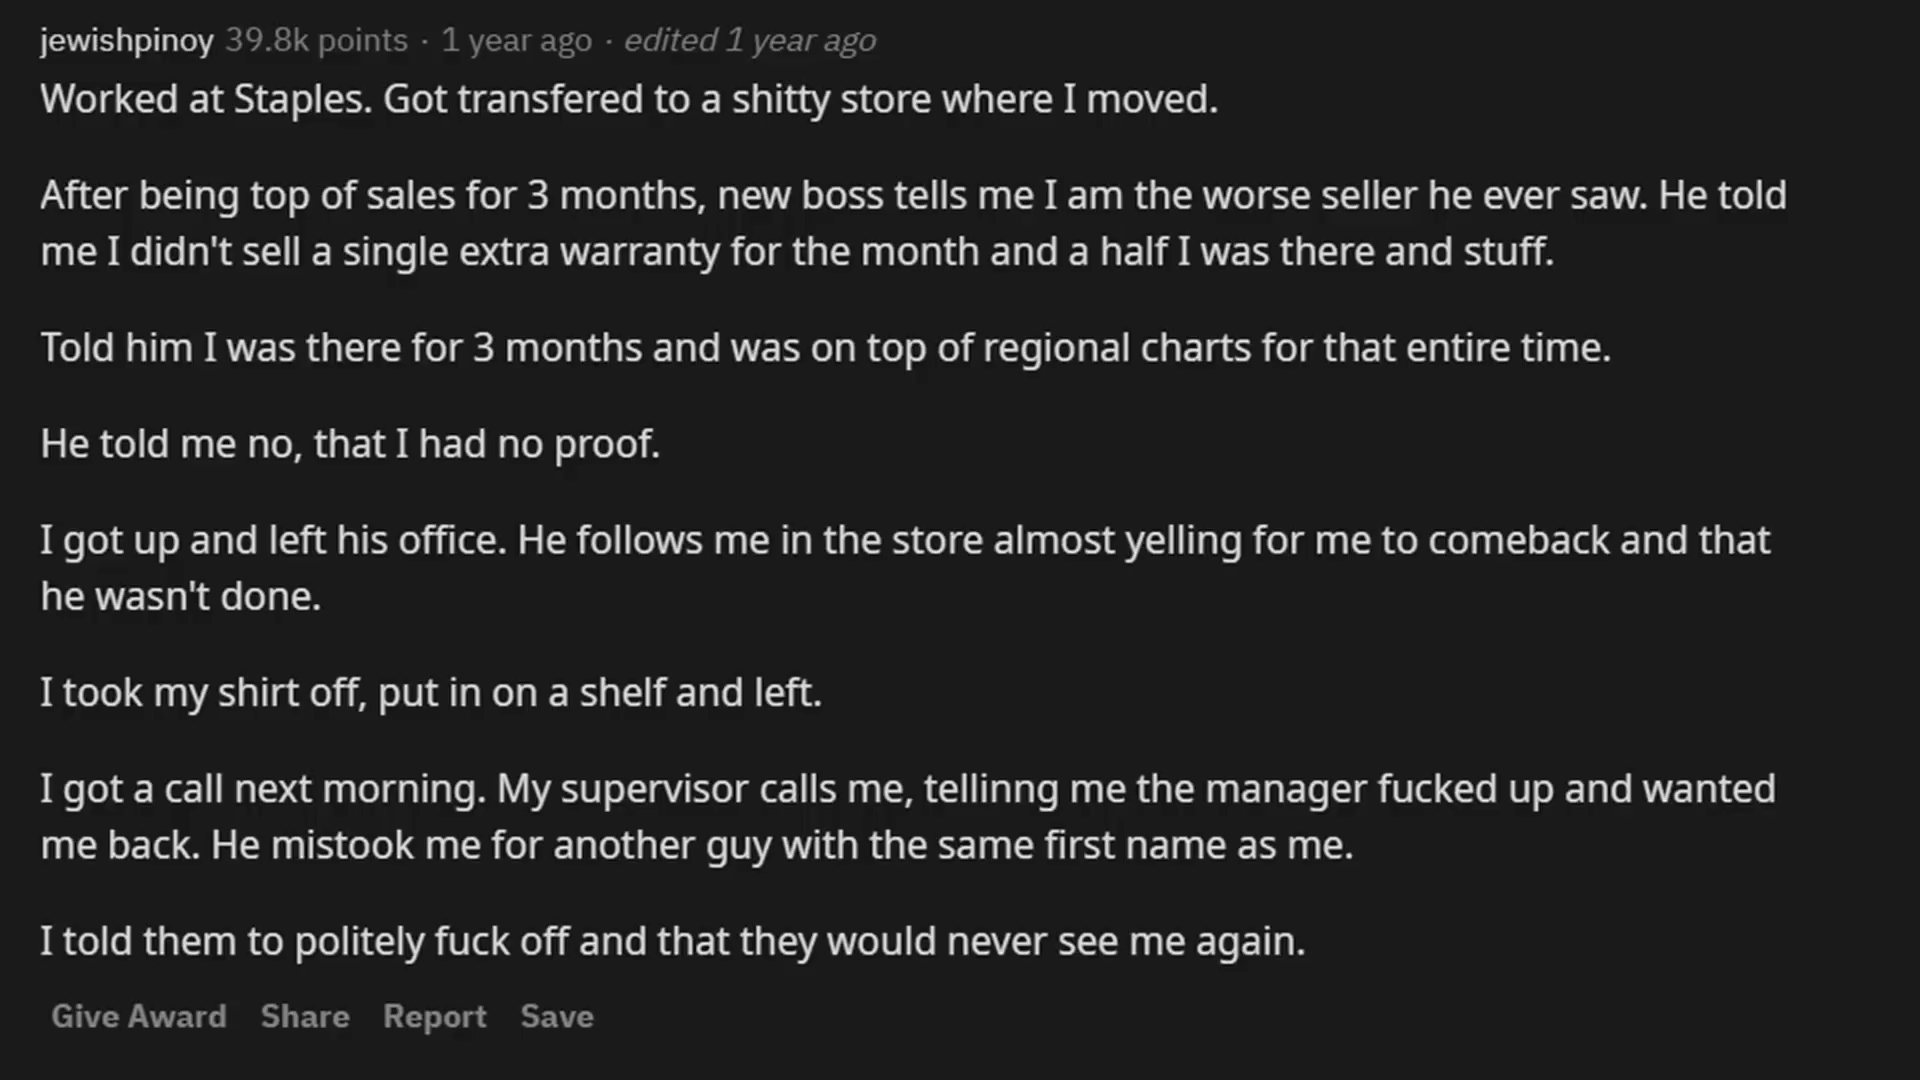 jewishpinoy 39.8k points · 1 year ago · edited 1 year ago
Worked at Staples. Got transfered to a shitty store where I moved.
After being top of sales for 3 months, new boss tells me I am the worse seller he ever saw. He told
me I didn't sell a single extra warranty for the month and a half I was there and stuff.
Told him I was there for 3 months and was on top of regional charts for that entire time.
He told me no, that I had no proof.
I got up and left his office. He follows me in the store almost yelling for me to comeback and that
he wasn't done.
I took my shirt off, put in on a shelf and left.
I got a call next morning. My supervisor calls me, tellinng me the manager fucked up and wanted
me back. He mistook me for another guy with the same first name as me.
I told them to politely fuck off and that they would never see me again.
Give Award Share Report Save